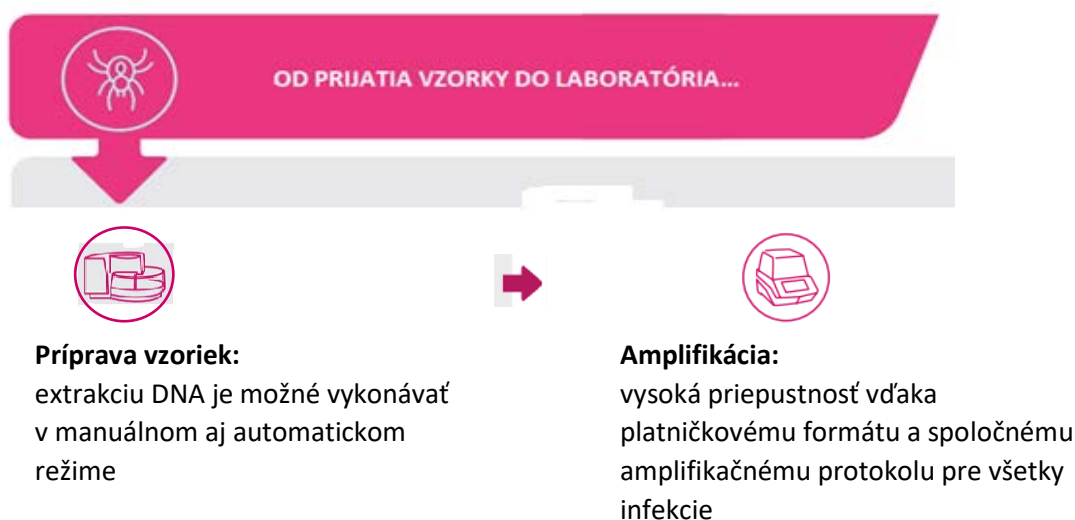 OD PRIJATIA VZORKY DO LABORATÓRIA...
Príprava vzoriek:
extrakciu DNA je možné vykonávať
v manuálnom aj automatickom
režime
Amplifikácia:
vysoká priepustnosť vďaka
platničkovému formátu a spoločnému
amplifikačnému protokolu pre všetky
infekcie